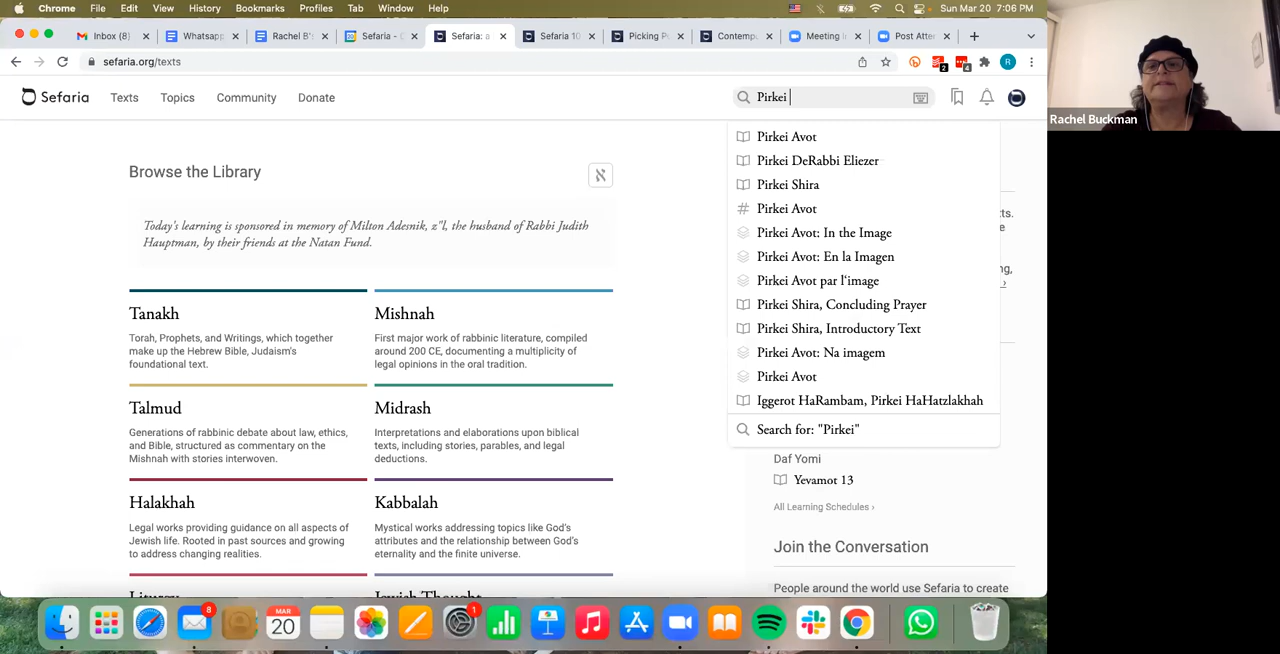 Chrome File Edit View History Bookmarks Profiles Tab Window Help Sun Mar 20 7:06 PM
Inbox (8) Whatsapp Rachel B's Sefaria - C Sefaria: a Sefaria 10 Picking P Contempo Meeting I Post Atte
sefaria.org/texts
2 4 R
Sefaria Texts Topics Community Donate Pirkei
Rachel Buckman
Pirkei Avot
Pirkei DeRabbi Eliezer
Pirkei Shira
# Pirkei Avot
Pirkei Avot: In the Image
Pirkei Avot: En la Imagen
Pirkei Avot par l'image
Pirkei Shira, Concluding Prayer
Pirkei Shira, Introductory Text
Pirkei Avot: Na imagem
Pirkei Avot
Iggerot HaRambam, Pirkei HaHatzlakhah
Search for: "Pirkei"
Browse the Library
א
Today's learning is sponsored in memory of Milton Adesnik, z"l, the husband of Rabbi Judith
Hauptman, by their friends at the Natan Fund.
Tanakh
Torah, Prophets, and Writings, which together
make up the Hebrew Bible, Judaism's
foundational text.
Mishnah
First major work of rabbinic literature, compiled
around 200 CE, documenting a multiplicity of
legal opinions in the oral tradition.
Talmud
Generations of rabbinic debate about law, ethics,
and Bible, structured as commentary on the
Mishnah with stories interwoven.
Midrash
Interpretations and elaborations upon biblical
texts, including stories, parables, and legal
deductions.
Halakhah
Legal works providing guidance on all aspects of
Jewish life. Rooted in past sources and growing
to address changing realities.
Kabbalah
Mystical works addressing topics like God's
attributes and the relationship between God's
eternality and the finite universe.
Liturgy
Jewish Thought
ts.
e
ng,
Daf Yomi
Yevamot 13
All Learning Schedules ›
Join the Conversation
People around the world use Sefaria to create
8 MAR 20 1